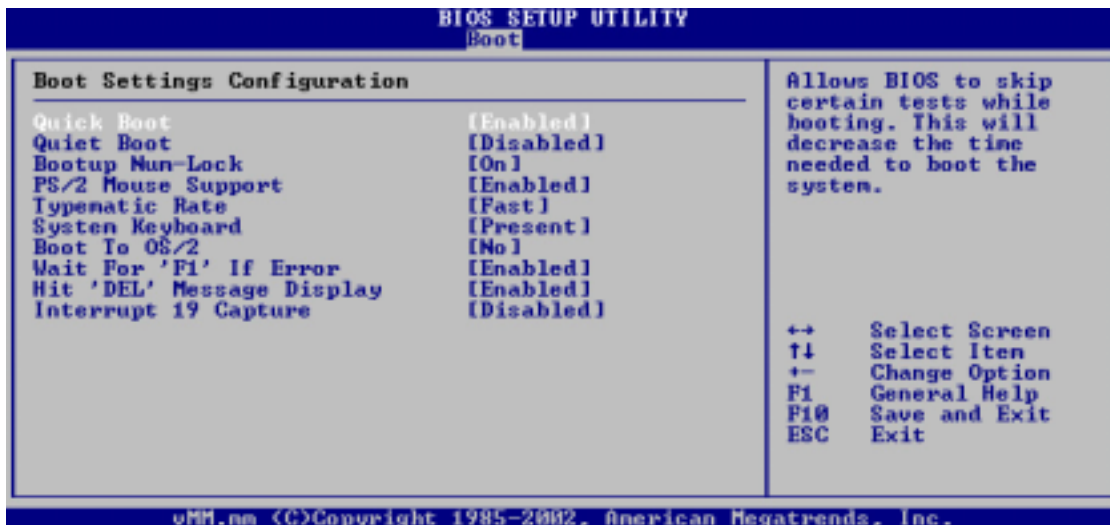 BIOS SETUP UTILITY
Boot
Boot Settings Configuration
Quick Boot [Enabled]
Quiet Boot [Disabled]
Bootup Num-Lock [On]
PS/2 Mouse Support [Enabled]
Typematic Rate [Fast]
System Keyboard [Present]
Boot To OS/2 [No]
Wait For 'F1' If Error [Enabled]
Hit 'DEL' Message Display [Enabled]
Interrupt 19 Capture [Disabled]
Allows BIOS to skip
certain tests while
booting. This will
decrease the time
needed to boot the
system.
←→ Select Screen
↑↓ Select Item
+- Change Option
F1 General Help
F10 Save and Exit
ESC Exit
vMM.mm (C)Copyright 1985-2002, American Megatrends, Inc.